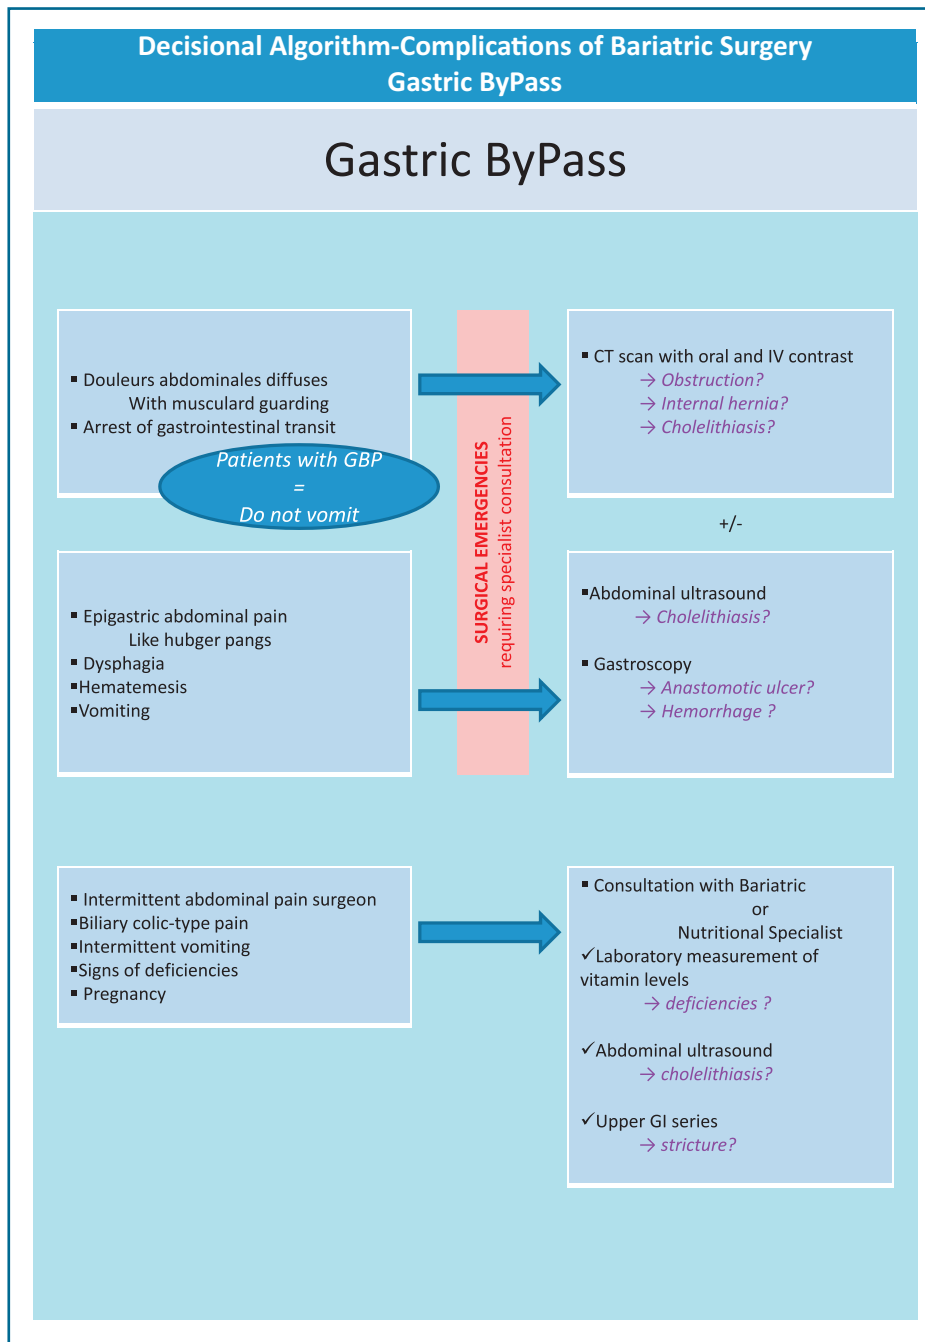 Decisional Algorithm-Complications of Bariatric Surgery
Gastric ByPass
Gastric ByPass
▪ Douleurs abdominales diffuses
With musculard guarding
▪ Arrest of gastrointestinal transit
Patients with GBP
=
Do not vomit
SURGICAL EMERGENCIES
requiring specialist consultation
▪ CT scan with oral and IV contrast
→ Obstruction?
→ Internal hernia?
→ Cholelithiasis?
+/-
▪ Epigastric abdominal pain
Like hubger pangs
▪ Dysphagia
▪Hematemesis
▪Vomiting
▪Abdominal ultrasound
→ Cholelithiasis?
▪ Gastroscopy
→ Anastomotic ulcer?
→ Hemorrhage ?
▪ Intermittent abdominal pain surgeon
▪Biliary colic-type pain
▪Intermittent vomiting
▪Signs of deficiencies
▪ Pregnancy
▪ Consultation with Bariatric
or
Nutritional Specialist
✓Laboratory measurement of
vitamin levels
→ deficiencies ?
✓Abdominal ultrasound
→ cholelithiasis?
✓Upper GI series
→ stricture?